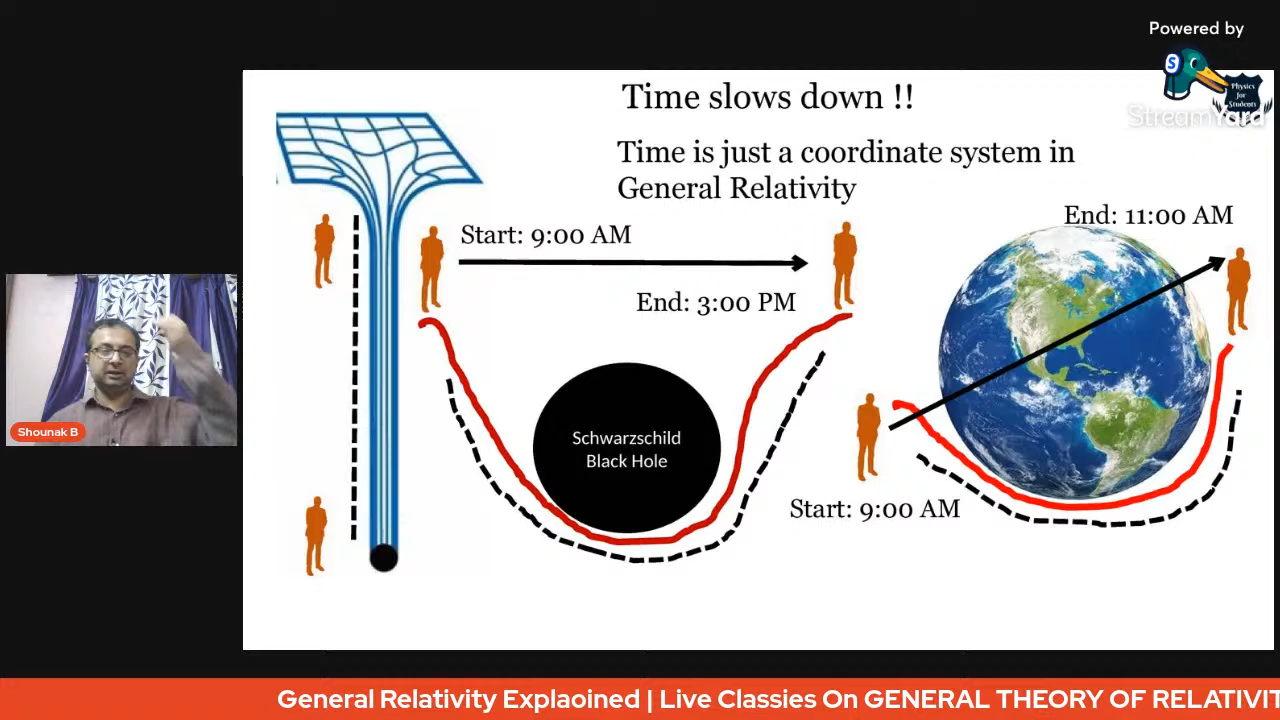 Powered by
S
Physics
for
Students
StreamYard
Time slows down !!
Time is just a coordinate system in
General Relativity
End: 11:00 AM
Start: 9:00 AM
End: 3:00 PM
Schwarzschild
Black Hole
Start: 9:00 AM
Shounak B
General Relativity Explaoined | Live Classies On GENERAL THEORY OF RELATIVIT